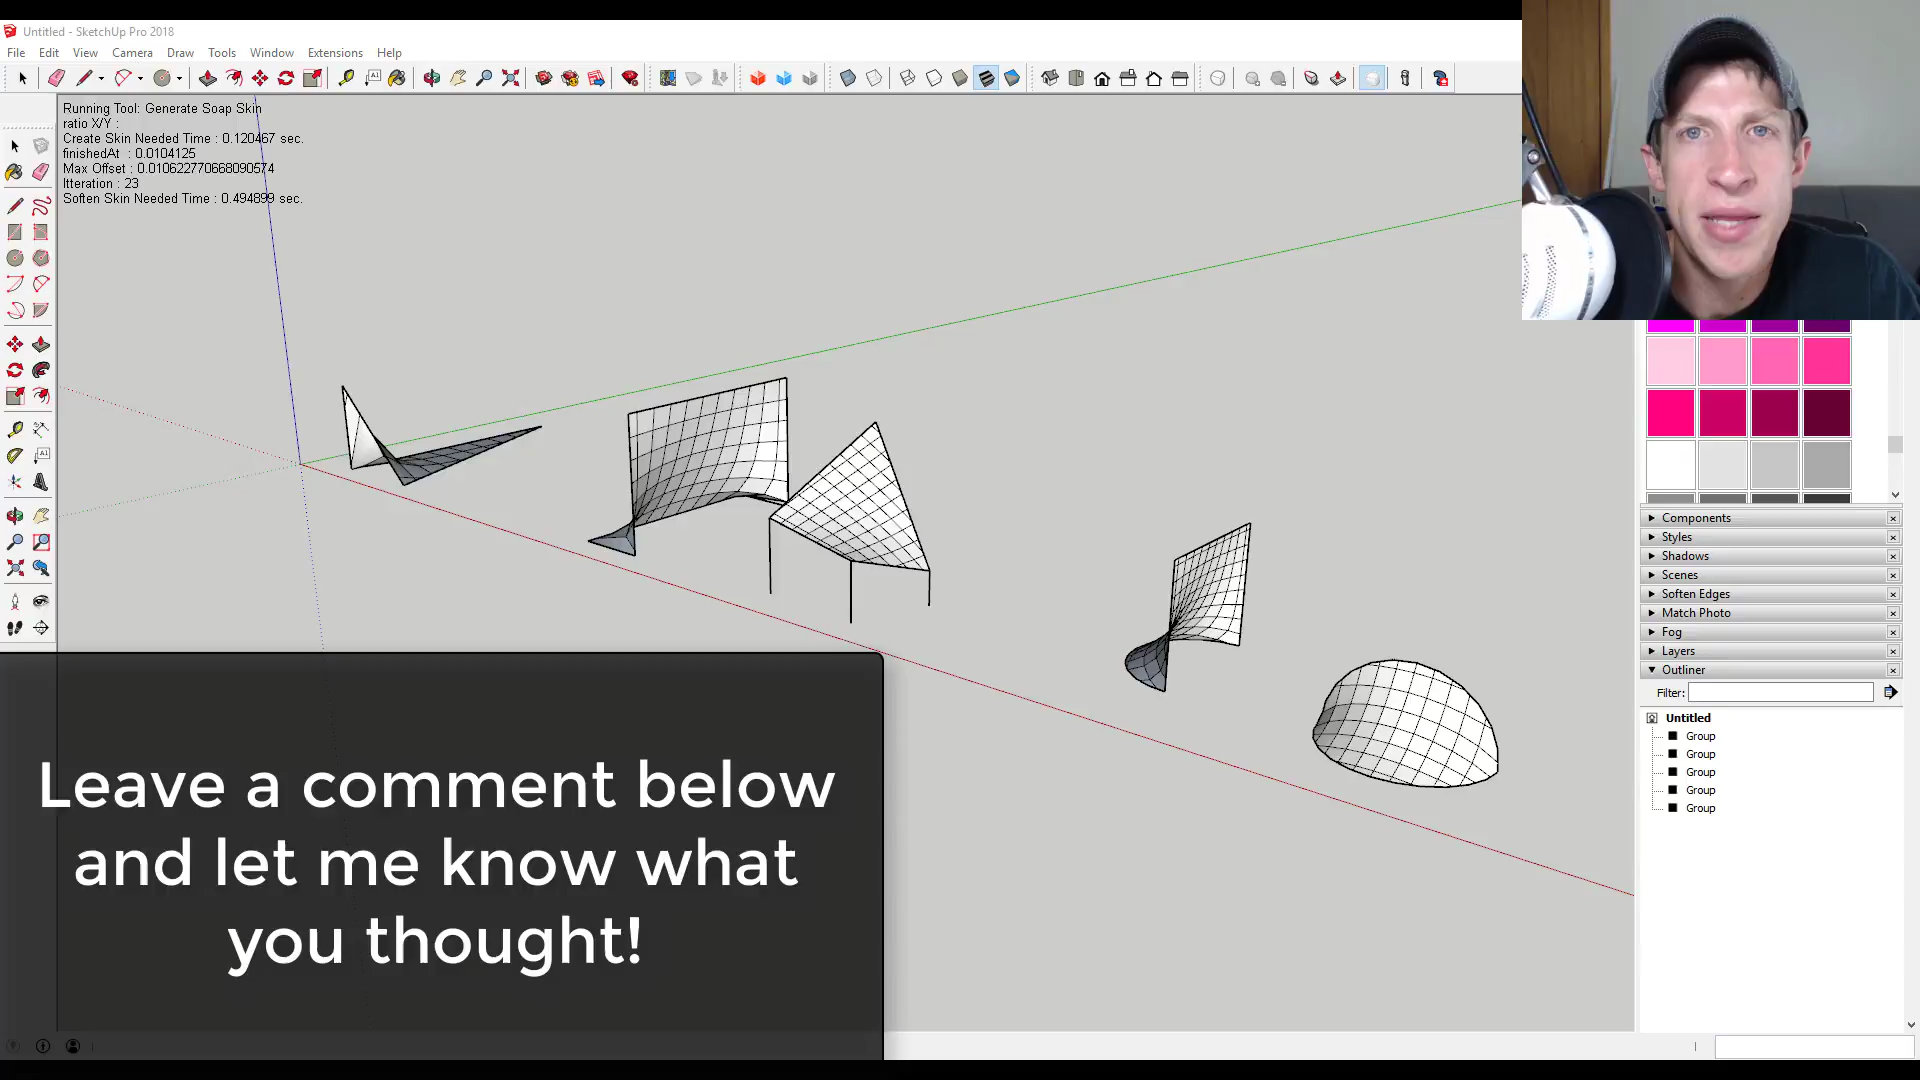 Untitled - SketchUp Pro 2018
File Edit View Camera Draw Tools Window Extensions Help
Running Tool: Generate Soap Skin
ratio X/Y :
Create Skin Needed Time : 0.120467 sec.
finishedAt : 0.0104125
Max Offset : 0.010622770668090574
Itteration : 23
Soften Skin Needed Time : 0.494899 sec.
Components
Styles
Shadows
Scenes
Soften Edges
Match Photo
Fog
Layers
Outliner
Filter:
Untitled
Group
Group
Group
Group
Group
Leave a comment below
and let me know what
you thought!